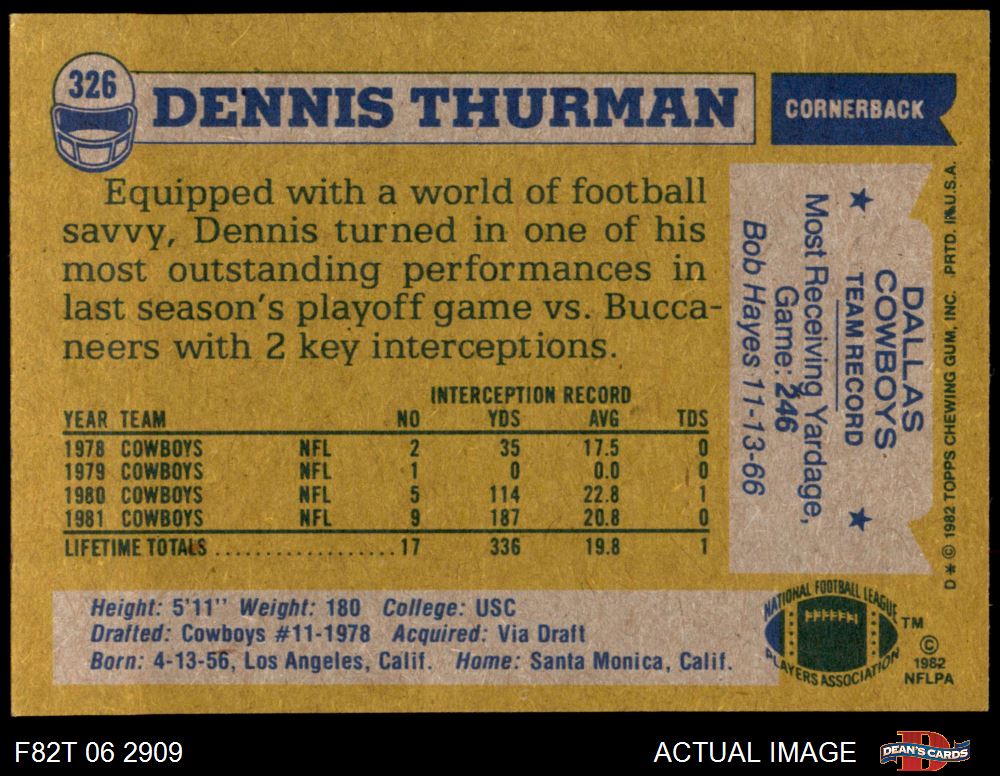 326
DENNIS THURMAN
CORNERBACK
Equipped with a world of football
savvy, Dennis turned in one of his
most outstanding performances in
last season's playoff game vs. Bucca-
neers with 2 key interceptions.
INTERCEPTION RECORD
YEAR TEAM NO YDS AVG TDS
1978 COWBOYS NFL 2 35 17.5 0
1979 COWBOYS NFL 1 0 0.0 0
1980 COWBOYS NFL 5 114 22.8 1
1981 COWBOYS NFL 9 187 20.8 0
LIFETIME TOTALS ................. 17 336 19.8 1
Height: 5'11" Weight: 180 College: USC
Drafted: Cowboys #11-1978 Acquired: Via Draft
Born: 4-13-56, Los Angeles, Calif. Home: Santa Monica, Calif.
DALLAS
COWBOYS
TEAM RECORD
Most Receiving Yardage,
Game: 246
Bob Hayes 11-13-66
D * © 1982 TOPPS CHEWING GUM, INC. PRTD. IN U.S.A.
NATIONAL FOOTBALL LEAGUE
PLAYERS ASSOCIATION
TM
©
1982
NFLPA
F82T 06 2909
ACTUAL IMAGE
DEAN'S CARDS